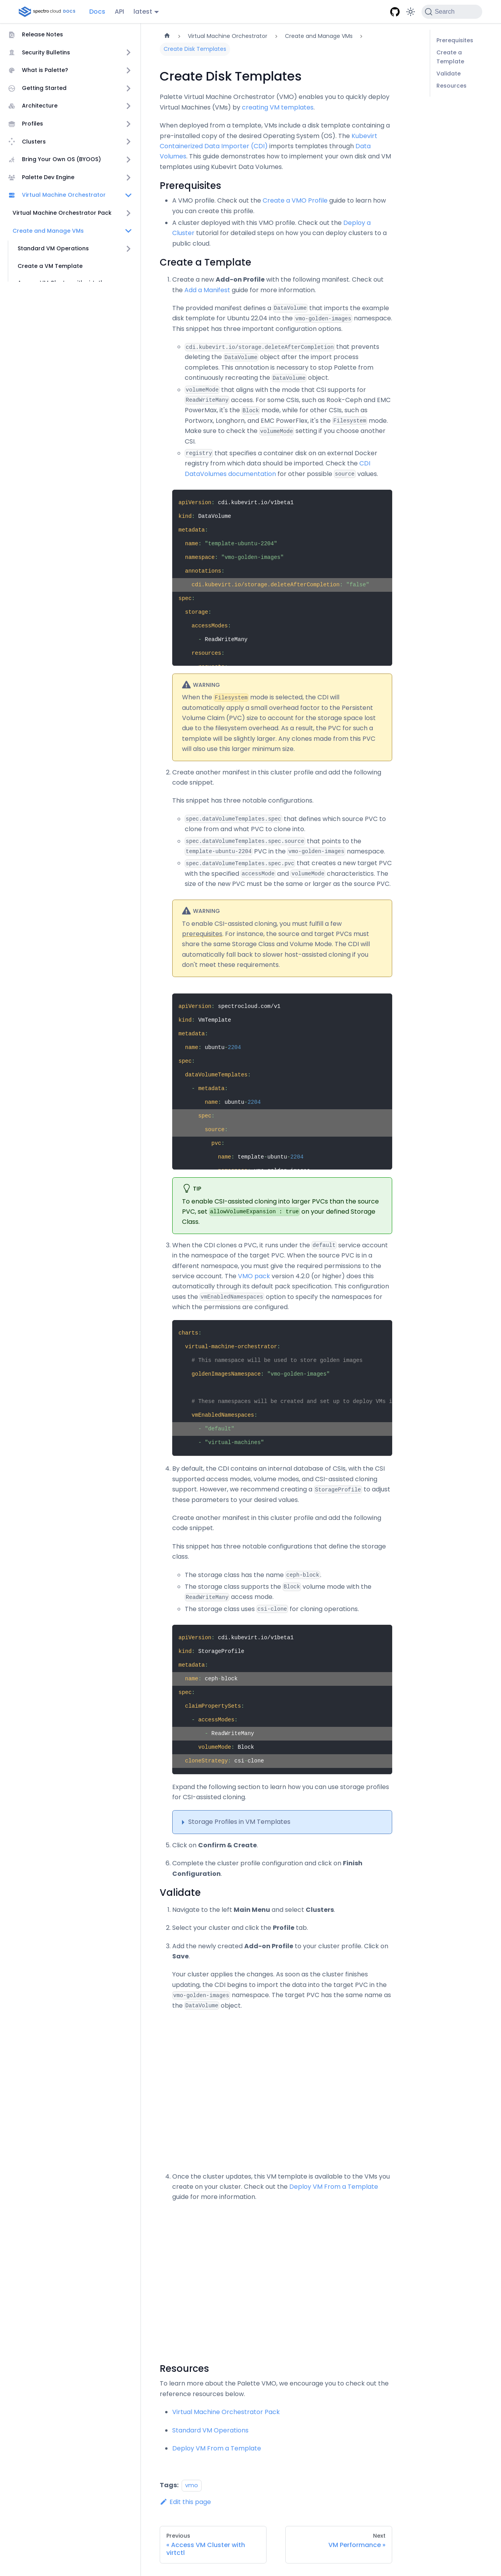 spectro cloud DOCS
Docs
API
latest
Search
Release Notes
Security Bulletins
What is Palette?
Getting Started
Architecture
Profiles
Clusters
Bring Your Own OS (BYOOS)
Palette Dev Engine
Virtual Machine Orchestrator
Virtual Machine Orchestrator Pack
Create and Manage VMs
Standard VM Operations
Create a VM Template
Virtual Machine Orchestrator
Create and Manage VMs
Create Disk Templates
Prerequisites
Create a
Template
Validate
Resources
Create Disk Templates
Palette Virtual Machine Orchestrator (VMO) enables you to quickly deploy
Virtual Machines (VMs) by creating VM templates.
When deployed from a template, VMs include a disk template containing a
pre-installed copy of the desired Operating System (OS). The Kubevirt
Containerized Data Importer (CDI) imports templates through Data
Volumes. This guide demonstrates how to implement your own disk and VM
templates using Kubevirt Data Volumes.
Prerequisites
• A VMO profile. Check out the Create a VMO Profile guide to learn how
you can create this profile.
• A cluster deployed with this VMO profile. Check out the Deploy a
Cluster tutorial for detailed steps on how you can deploy clusters to a
public cloud.
Create a Template
1. Create a new Add-on Profile with the following manifest. Check out
the Add a Manifest guide for more information.
The provided manifest defines a DataVolume that imports the example
disk template for Ubuntu 22.04 into the vmo-golden-images namespace.
This snippet has three important configuration options.
cdi.kubevirt.io/storage.deleteAfterCompletion that prevents
deleting the DataVolume object after the import process
completes. This annotation is necessary to stop Palette from
continuously recreating the DataVolume object.
volumeMode that aligns with the mode that CSI supports for
ReadWriteMany access. For some CSIs, such as Rook-Ceph and EMC
PowerMax, it's the Block mode, while for other CSIs, such as
Portworx, Longhorn, and EMC PowerFlex, it's the Filesystem mode.
Make sure to check the volumeMode setting if you choose another
CSI.
registry that specifies a container disk on an external Docker
registry from which data should be imported. Check the CDI
DataVolumes documentation for other possible source values.
apiVersion: cdi.kubevirt.io/v1beta1
kind: DataVolume
metadata:
name: "template-ubuntu-2204"
namespace: "vmo-golden-images"
annotations:
cdi.kubevirt.io/storage.deleteAfterCompletion: "false"
spec:
storage:
accessModes:
- ReadWriteMany
resources:
WARNING
When the Filesystem mode is selected, the CDI will
automatically apply a small overhead factor to the Persistent
Volume Claim (PVC) size to account for the storage space lost
due to the filesystem overhead. As a result, the PVC for such a
template will be slightly larger. Any clones made from this PVC
will also use this larger minimum size.
2. Create another manifest in this cluster profile and add the following
code snippet.
This snippet has three notable configurations.
spec.dataVolumeTemplates.spec that defines which source PVC to
clone from and what PVC to clone into.
spec.dataVolumeTemplates.spec.source that points to the
template-ubuntu-2204 PVC in the vmo-golden-images namespace.
spec.dataVolumeTemplates.spec.pvc that creates a new target PVC
with the specified accessMode and volumeMode characteristics. The
size of the new PVC must be the same or larger as the source PVC.
WARNING
To enable CSI-assisted cloning, you must fulfill a few
prerequisites. For instance, the source and target PVCs must
share the same Storage Class and Volume Mode. The CDI will
automatically fall back to slower host-assisted cloning if you
don't meet these requirements.
apiVersion: spectrocloud.com/v1
kind: VmTemplate
metadata:
name: ubuntu-2204
spec:
dataVolumeTemplates:
- metadata:
name: ubuntu-2204
spec:
source:
pvc:
name: template-ubuntu-2204
TIP
To enable CSI-assisted cloning into larger PVCs than the source
PVC, set allowVolumeExpansion : true on your defined Storage
Class.
3. When the CDI clones a PVC, it runs under the default service account
in the namespace of the target PVC. When the source PVC is in a
different namespace, you must give the required permissions to the
service account. The VMO pack version 4.2.0 (or higher) does this
automatically through its default pack specification. This configuration
uses the vmEnabledNamespaces option to specify the namespaces for
which the permissions are configured.
charts:
virtual-machine-orchestrator:
# This namespace will be used to store golden images
goldenImagesNamespace: "vmo-golden-images"
# These namespaces will be created and set up to deploy VMs i
vmEnabledNamespaces:
- "default"
- "virtual-machines"
4. By default, the CDI contains an internal database of CSIs, with the CSI
supported access modes, volume modes, and CSI-assisted cloning
support. However, we recommend creating a StorageProfile to adjust
these parameters to your desired values.
Create another manifest in this cluster profile and add the following
code snippet.
This snippet has three notable configurations that define the storage
class.
The storage class has the name ceph-block.
The storage class supports the Block volume mode with the
ReadWriteMany access mode.
The storage class uses csi-clone for cloning operations.
apiVersion: cdi.kubevirt.io/v1beta1
kind: StorageProfile
metadata:
name: ceph-block
spec:
claimPropertySets:
- accessModes:
- ReadWriteMany
volumeMode: Block
cloneStrategy: csi-clone
Expand the following section to learn how you can use storage profiles
for CSI-assisted cloning.
Storage Profiles in VM Templates
5. Click on Confirm & Create.
6. Complete the cluster profile configuration and click on Finish
Configuration.
Validate
1. Navigate to the left Main Menu and select Clusters.
2. Select your cluster and click the Profile tab.
3. Add the newly created Add-on Profile to your cluster profile. Click on
Save.
Your cluster applies the changes. As soon as the cluster finishes
updating, the CDI begins to import the data into the target PVC in the
vmo-golden-images namespace. The target PVC has the same name as
the DataVolume object.
4. Once the cluster updates, this VM template is available to the VMs you
create on your cluster. Check out the Deploy VM From a Template
guide for more information.
Resources
To learn more about the Palette VMO, we encourage you to check out the
reference resources below.
• Virtual Machine Orchestrator Pack
• Standard VM Operations
• Deploy VM From a Template
Tags: vmo
Edit this page
Previous
« Access VM Cluster with
virtctl
Next
VM Performance »